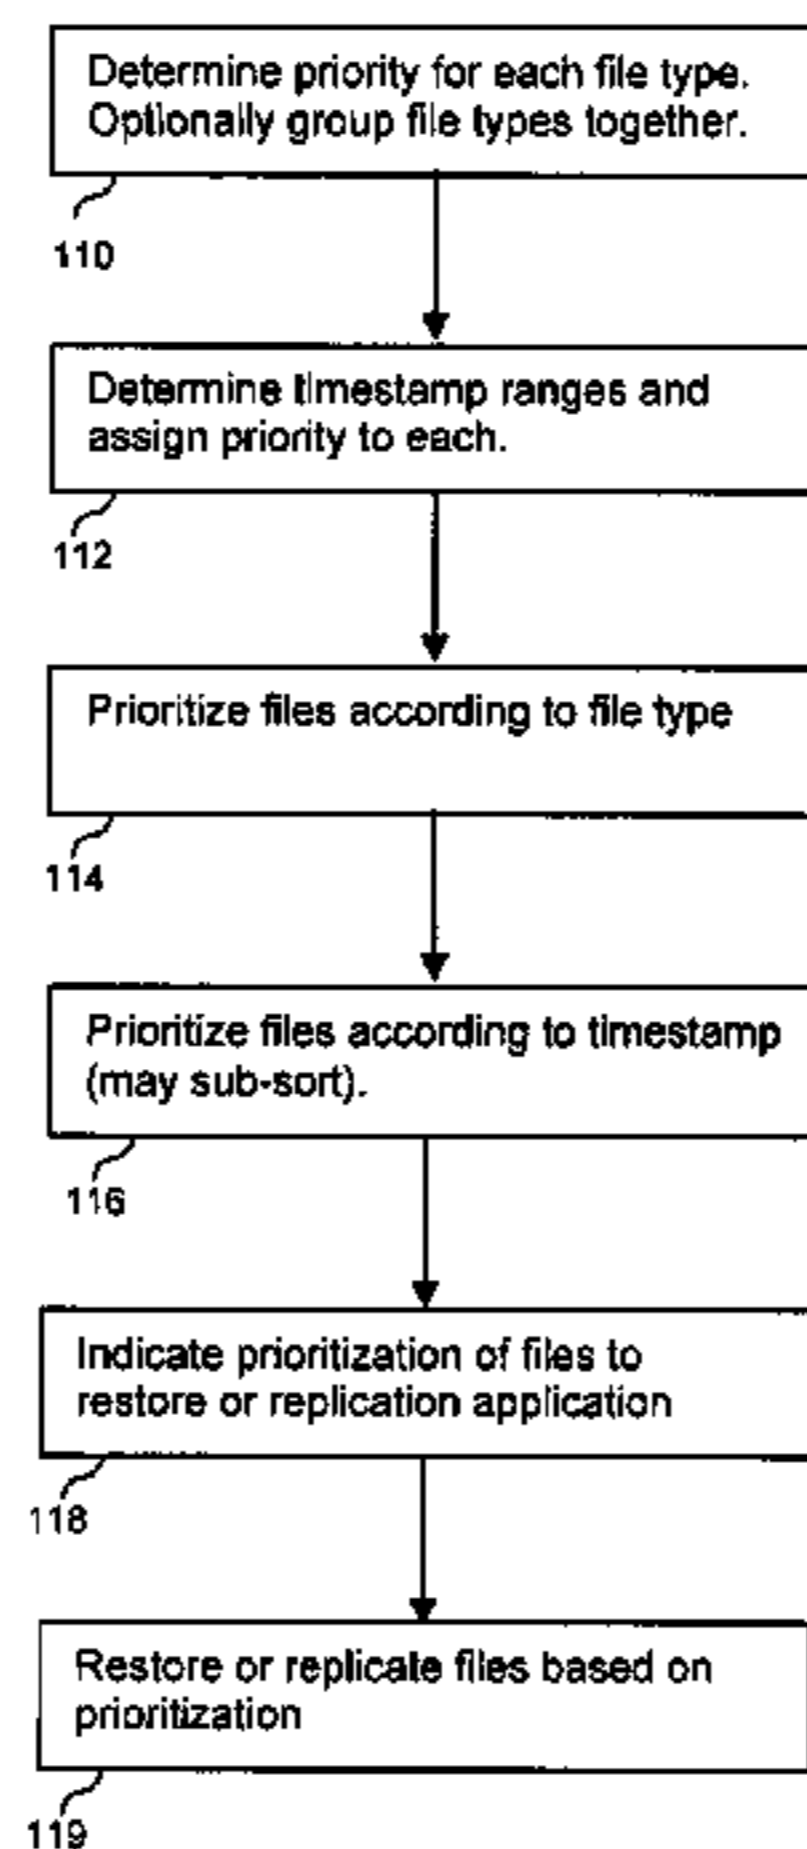 Determine priority for each file type.
Optionally group file types together.
110
Determine timestamp ranges and
assign priority to each.
112
Prioritize files according to file type
114
Prioritize files according to timestamp
(may sub-sort).
116
Indicate prioritization of files to
restore or replication application
118
Restore or replicate files based on
prioritization
119